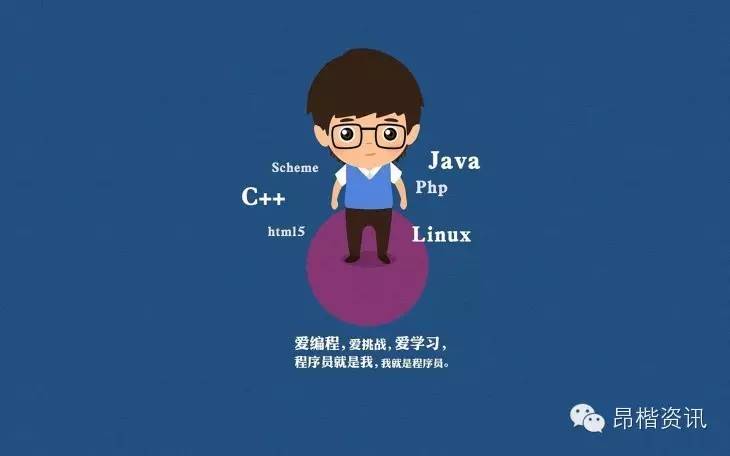 Scheme
Java
C++
Php
html5
Linux
爱编程，爱挑战，爱学习，
程序员就是我，我就是程序员。
昂楷资讯